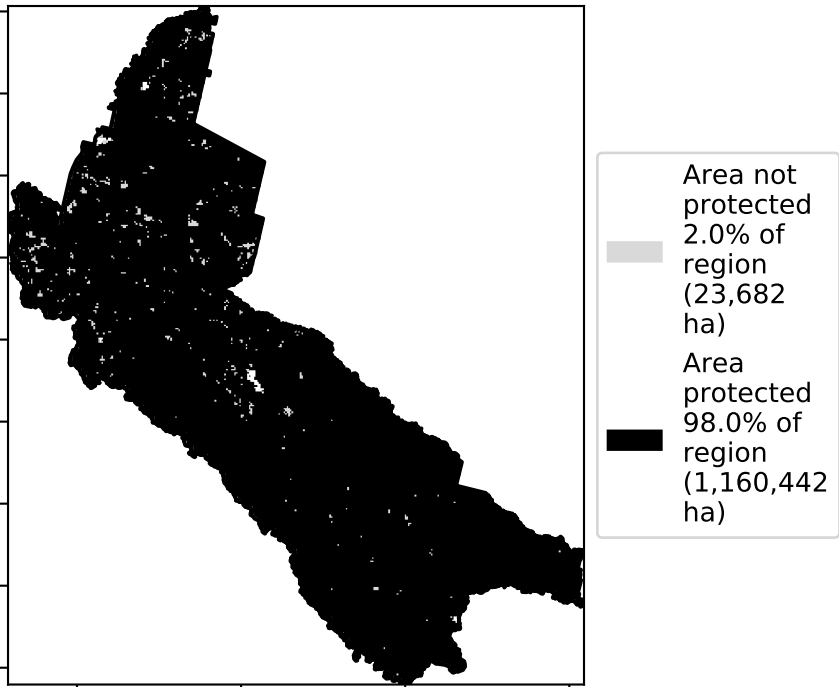 Area not
protected
2.0% of
region
(23,682
ha)
Area
protected
98.0% of
region
(1,160,442
ha)